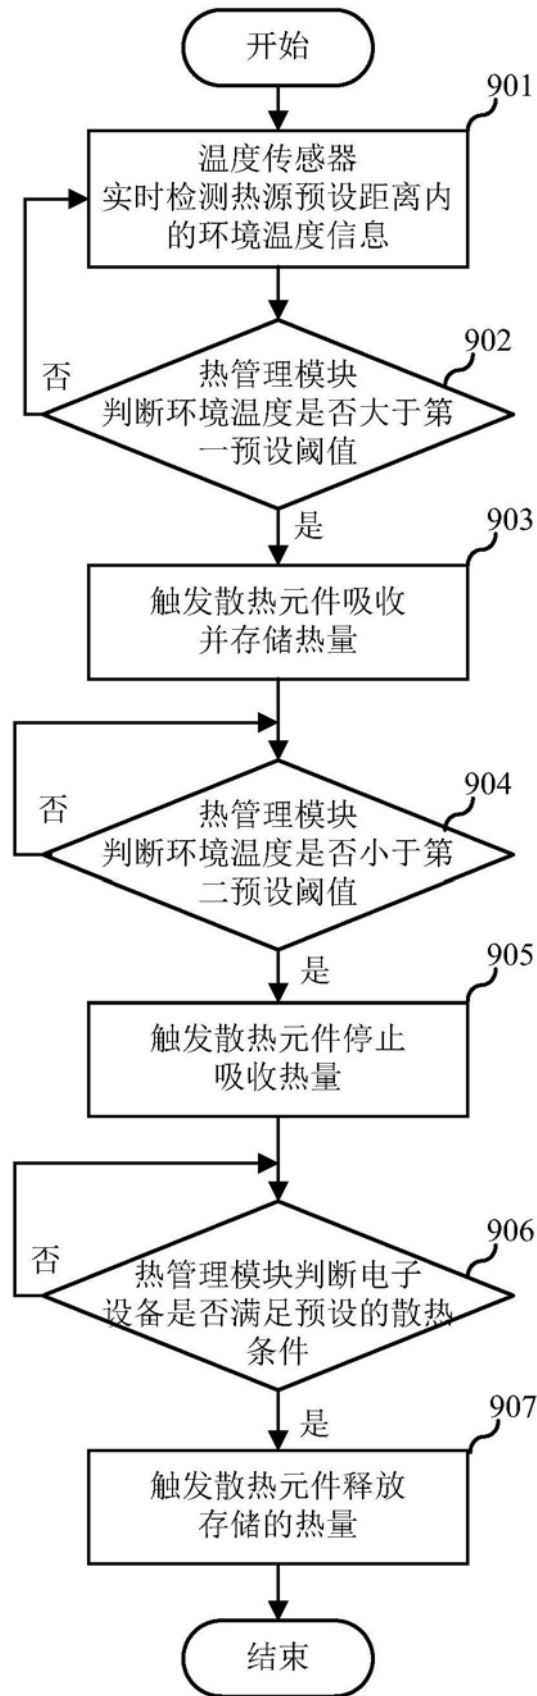 开始
901
温度传感器
实时检测热源预设距离内
的环境温度信息
902
否
热管理模块
判断环境温度是否大于第
一预设阈值
是
903
触发散热元件吸收
并存储热量
904
否
热管理模块
判断环境温度是否小于第
二预设阈值
是
905
触发散热元件停止
吸收热量
906
否
热管理模块判断电子
设备是否满足预设的散热
条件
是
907
触发散热元件释放
存储的热量
结束